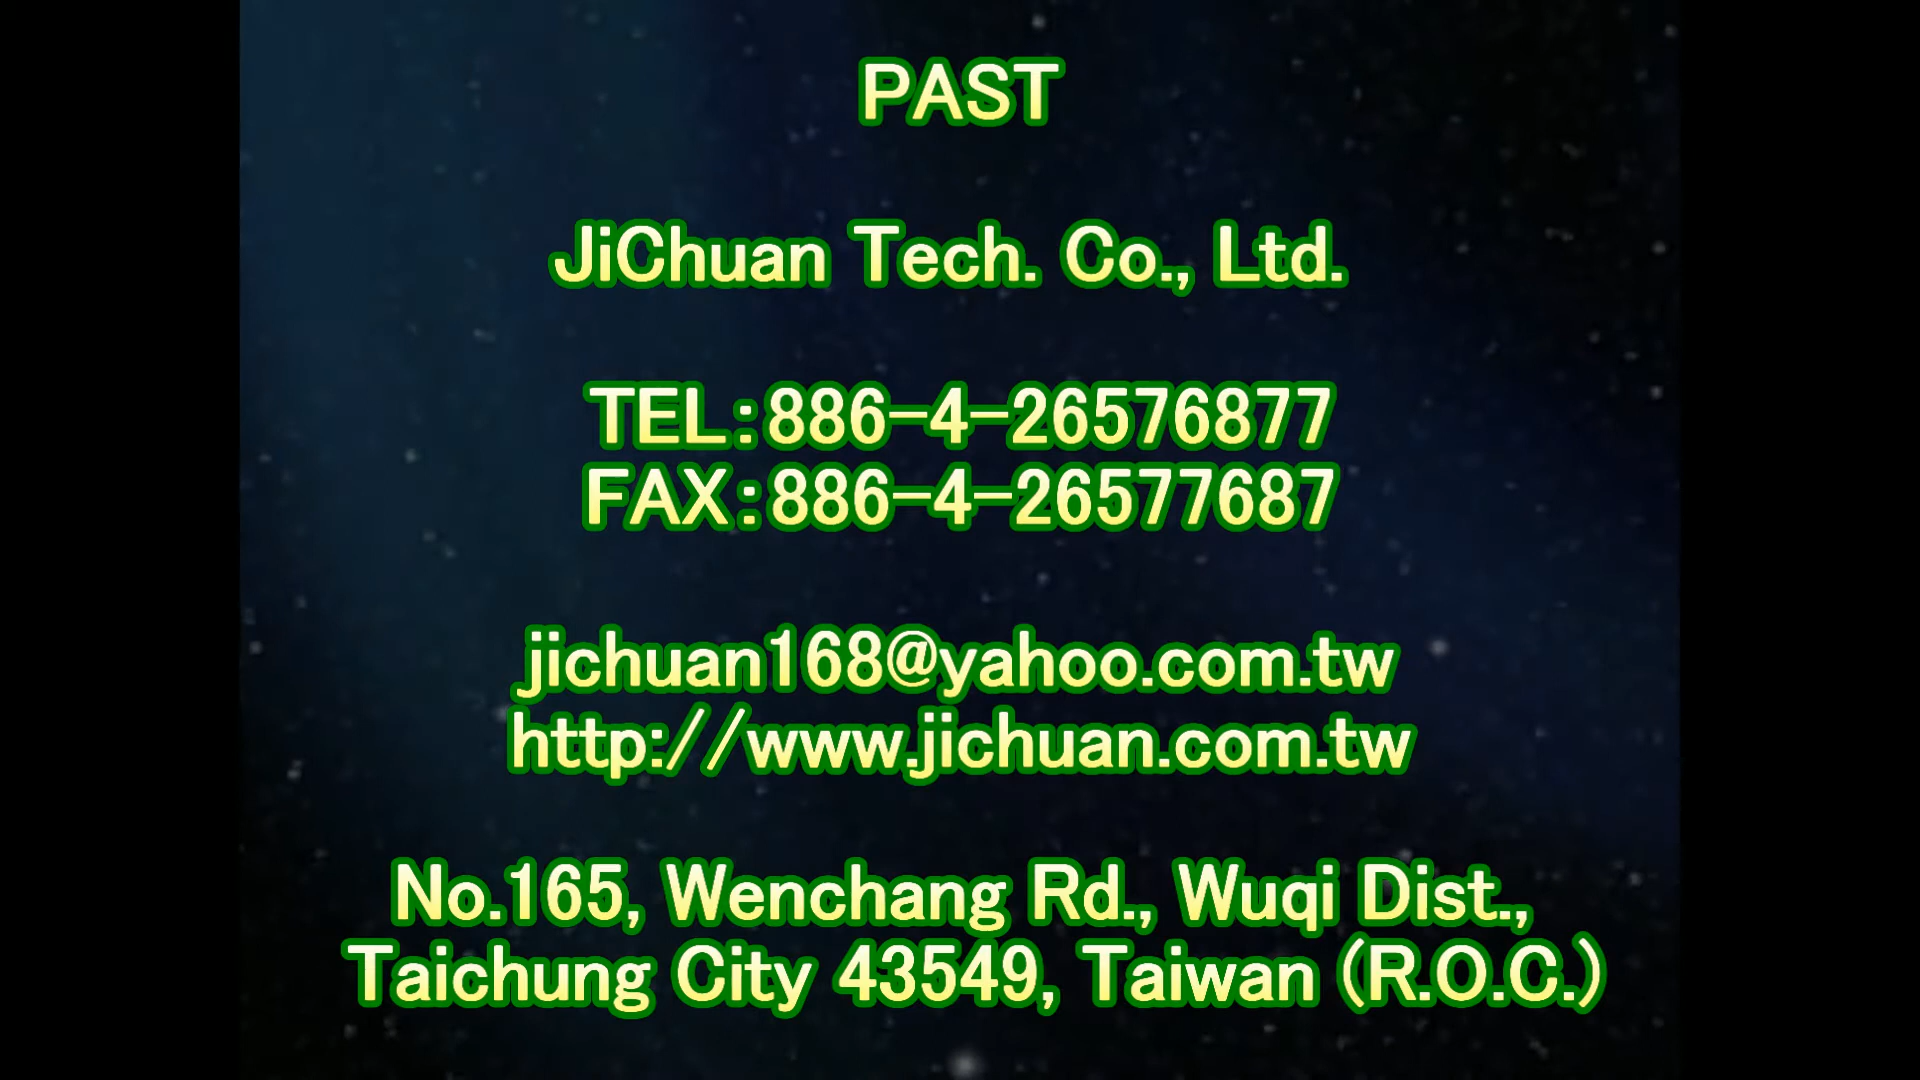 PAST
JiChuan Tech. Co., Ltd.
TEL:886-4-26576877
FAX:886-4-26577687
jichuan168@yahoo.com.tw
http://www.jichuan.com.tw
No.165, Wenchang Rd., Wuqi Dist.,
Taichung City 43549, Taiwan (R.O.C.)